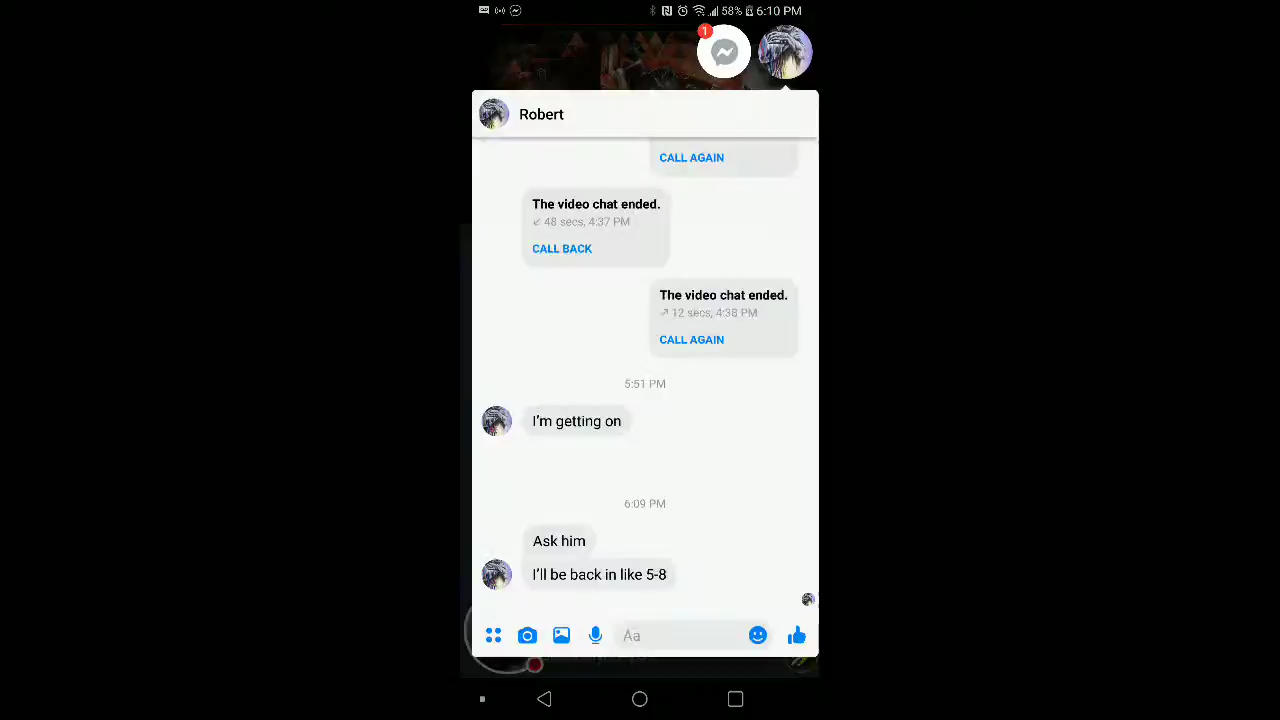 58% 6:10 PM
1
Robert
CALL AGAIN
The video chat ended.
48 secs, 4:37 PM
CALL BACK
The video chat ended.
12 secs, 4:38 PM
CALL AGAIN
5:51 PM
I'm getting on
6:09 PM
Ask him
I'll be back in like 5-8
Aa